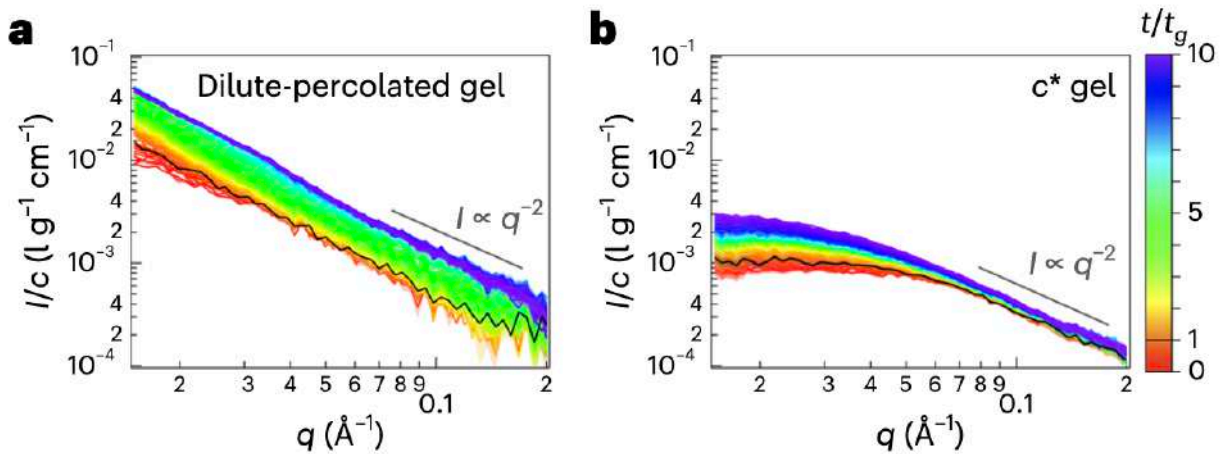 a
Dilute-percolated gel
I ∝ q⁻²
I/c (l g⁻¹ cm⁻¹)
10⁻¹
4
2
10⁻²
4
2
10⁻³
4
2
10⁻⁴
2 3 4 5 6 7 8 9 2
0.1
q (Å⁻¹)
b
c* gel
I ∝ q⁻²
I/c (l g⁻¹ cm⁻¹)
10⁻¹
4
2
10⁻²
4
2
10⁻³
4
2
10⁻⁴
2 3 4 5 6 7 8 9 2
0.1
q (Å⁻¹)
t/tg
10
5
1
0